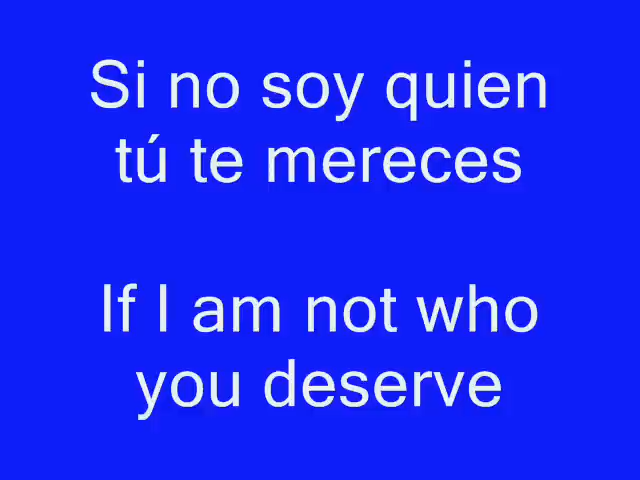 Si no soy quien
tú te mereces
If I am not who
you deserve